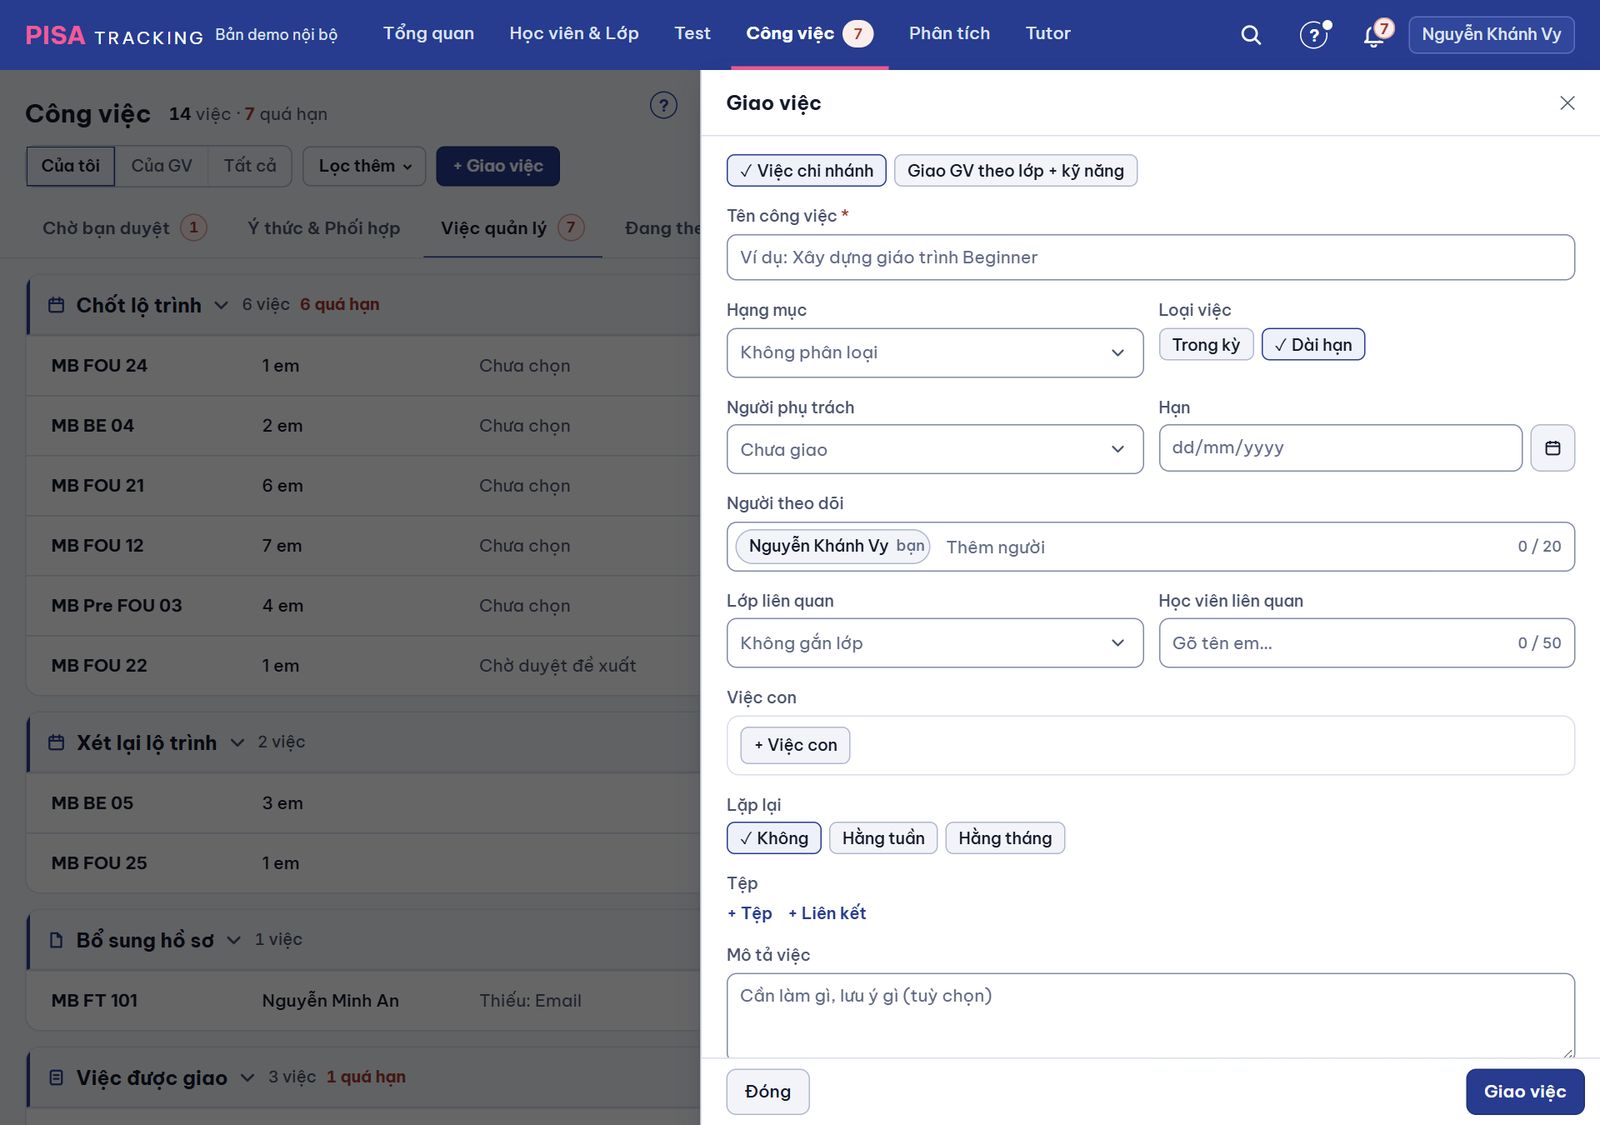 PISA TRACKING Bản demo nội bộ Tổng quan Học viên & Lớp Test Công việc 7 Phân tích Tutor ? 7 Nguyễn Khánh Vy
Công việc 14 việc · 7 quá hạn ?
Của tôi Của GV Tất cả Lọc thêm + Giao việc
Chờ bạn duyệt 1 Ý thức & Phối hợp Việc quản lý 7 Đang the
Chốt lộ trình 6 việc 6 quá hạn
MB FOU 24 1 em Chưa chọn
MB BE 04 2 em Chưa chọn
MB FOU 21 6 em Chưa chọn
MB FOU 12 7 em Chưa chọn
MB Pre FOU 03 4 em Chưa chọn
MB FOU 22 1 em Chờ duyệt đề xuất
Xét lại lộ trình 2 việc
MB BE 05 3 em
MB FOU 25 1 em
Bổ sung hồ sơ 1 việc
MB FT 101 Nguyễn Minh An Thiếu: Email
Việc được giao 3 việc 1 quá hạn
Giao việc
✓ Việc chi nhánh Giao GV theo lớp + kỹ năng
Tên công việc *
Ví dụ: Xây dựng giáo trình Beginner
Hạng mục Loại việc
Không phân loại Trong kỳ ✓ Dài hạn
Người phụ trách Hạn
Chưa giao dd/mm/yyyy
Người theo dõi
Nguyễn Khánh Vy bạn Thêm người 0 / 20
Lớp liên quan Học viên liên quan
Không gắn lớp Gõ tên em... 0 / 50
Việc con
+ Việc con
Lặp lại
✓ Không Hằng tuần Hằng tháng
Tệp
+ Tệp + Liên kết
Mô tả việc
Cần làm gì, lưu ý gì (tuỳ chọn)
Đóng Giao việc